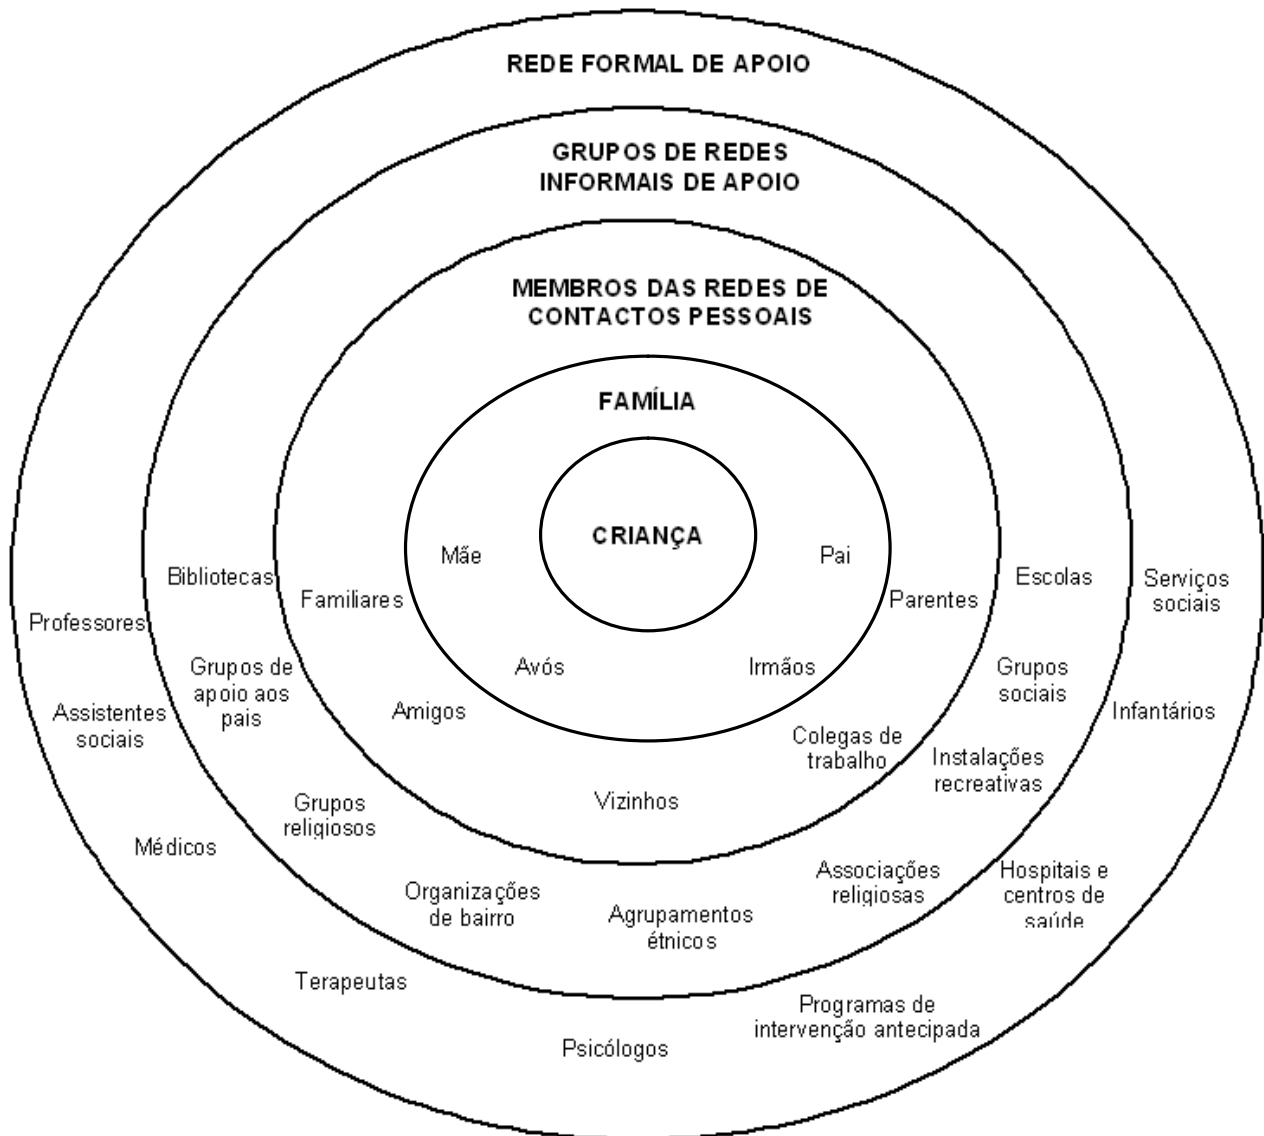 REDE FORMAL DE APOIO
GRUPOS DE REDES
INFORMAIS DE APOIO
MEMBROS DAS REDES DE
CONTACTOS PESSOAIS
FAMÍLIA
CRIANÇA
Mãe
Pai
Avós
Irmãos
Familiares
Parentes
Amigos
Colegas de
trabalho
Vizinhos
Bibliotecas
Escolas
Grupos de
apoio aos
pais
Grupos
sociais
Instalações
recreativas
Grupos
religiosos
Organizações
de bairro
Agrupamentos
étnicos
Associações
religiosas
Professores
Serviços
sociais
Assistentes
sociais
Infantários
Médicos
Hospitais e
centros de
saúde
Terapeutas
Programas de
intervenção antecipada
Psicólogos